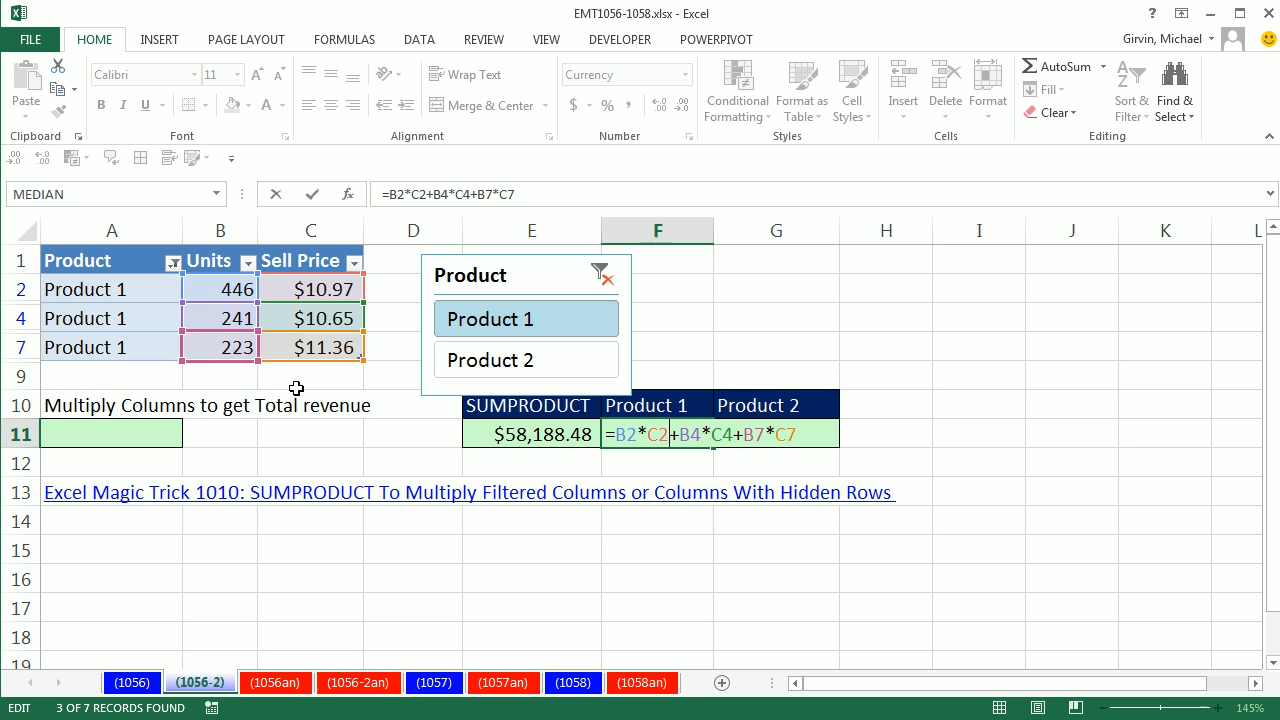 EMT1056-1058.xlsx - Excel
FILE HOME INSERT PAGE LAYOUT FORMULAS DATA REVIEW VIEW DEVELOPER POWERPIVOT Girvin, Michael
Paste
Calibri 11
B I U A
Wrap Text
Merge & Center
Currency
$ % ,
Conditional Formatting
Format as Table
Cell Styles
Insert Delete Format
AutoSum
Fill
Clear
Sort & Filter
Find & Select
Clipboard Font Alignment Number Styles Cells Editing
MEDIAN fx =B2*C2+B4*C4+B7*C7
A B C D E F G H I J K L
1 Product Units Sell Price
2 Product 1 446 $10.97
4 Product 1 241 $10.65
7 Product 1 223 $11.36
Product
Product 1
Product 2
9
10 Multiply Columns to get Total revenue SUMPRODUCT Product 1 Product 2
11 $58,188.48 =B2*C2+B4*C4+B7*C7
12
13 Excel Magic Trick 1010: SUMPRODUCT To Multiply Filtered Columns or Columns With Hidden Rows
14
15
16
17
18
19
(1056) (1056-2) (1056an) (1056-2an) (1057) (1057an) (1058) (1058an)
EDIT 3 OF 7 RECORDS FOUND 145%